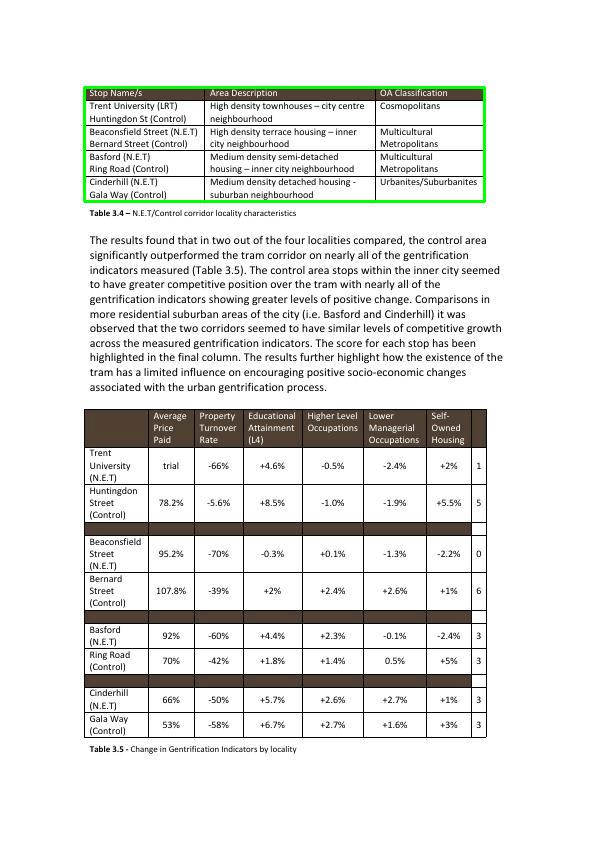 Stop Name/s Area Description OA Classification
Trent University (LRT) High density townhouses – city centre Cosmopolitans
Huntingdon St (Control) neighbourhood
Beaconsfield Street (N.E.T) High density terrace housing – inner Multicultural
Bernard Street (Control) city neighbourhood Metropolitans
Basford (N.E.T) Medium density semi-detached Multicultural
Ring Road (Control) housing – inner neighbourhood Metropolitans
Cinderhill (N.E.T) Medium density detached housing - Urbanites/Suburbanites
Gala Way (Control) suburban neighbourhood
Table 3.4 – N.E.T/Control corridor locality characteristics
The results found that in two out of the four localities compared, the control area
significantly outperformed the tram corridor on nearly all of the gentrification
indicators measured (Table 3.5). The control area stops within the inner city seemed
to have greater competitive position over the tram with nearly all of the
gentrification indicators showing greater levels of positive change. Comparisons in
more residential suburban areas of the city (i.e. Basford and Cinderhill) it was
observed that the two corridors seemed to have similar levels of competitive growth
across the measured gentrification indicators. The score for each stop has been
highlighted in the final column. The results further highlight how the existence of the
tram has a limited influence on encouraging positive socio-economic changes
associated with the urban gentrification process.
Average Property Educational Higher Level Lower Self-
Price Turnover Attainment Occupations Managerial Owned
Paid Rate (L4) Occupations Housing
Trent
University trial -66% +4.6% -0.5% -2.4% +2% 1
(N.E.T)
Huntingdon
Street 78.2% -5.6% +8.5% -1.0% -1.9% +5.5% 5
(Control)
Beaconsfield
Street 95.2% -70% -0.3% +0.1% -1.3% -2.2% 0
(N.E.T)
Bernard
Street 107.8% -39% +2% +2.4% +2.6% +1% 6
(Control)
Basford
(N.E.T) 92% -60% +4.4% +2.3% -0.1% -2.4% 3
Ring Road
(Control) 70% -42% +1.8% +1.4% 0.5% +5% 3
Cinderhill
(N.E.T) 66% -50% +5.7% +2.6% +2.7% +1% 3
Gala Way
(Control) 53% -58% +6.7% +2.7% +1.6% +3% 3
Table 3.5 - Change in Gentrification Indicators by locality